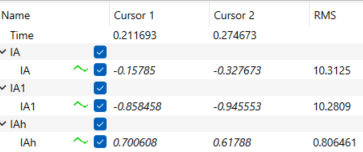 Name Cursor 1 Cursor 2 RMS
Time 0.211693 0.274673
IA
IA -0.15785 -0.327673 10.3125
IA1
IA1 -0.858458 -0.945553 10.2809
IAh
IAh 0.700608 0.61788 0.806461